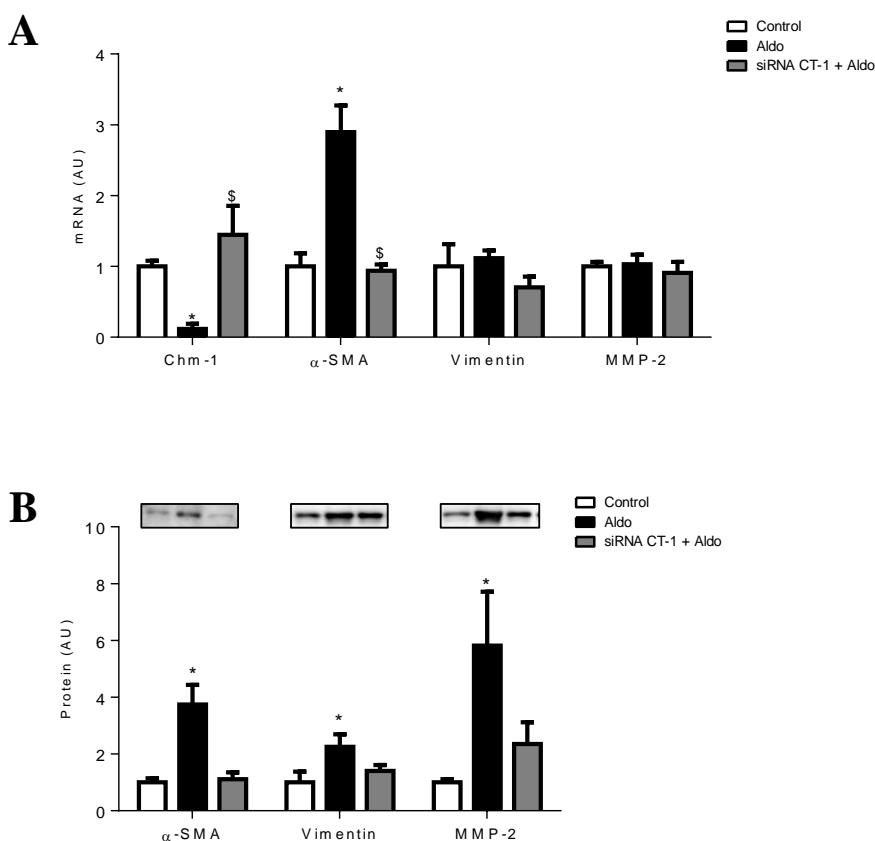 A
Control
Aldo
siRNA CT-1 + Aldo
4
3
2
1
0
mRNA (AU)
*
$
*
$
Chm-1
α-SMA
Vimentin
MMP-2
B
Control
Aldo
siRNA CT-1 + Aldo
10
8
6
4
2
0
Protein (AU)
*
*
*
α-SMA
Vimentin
MMP-2